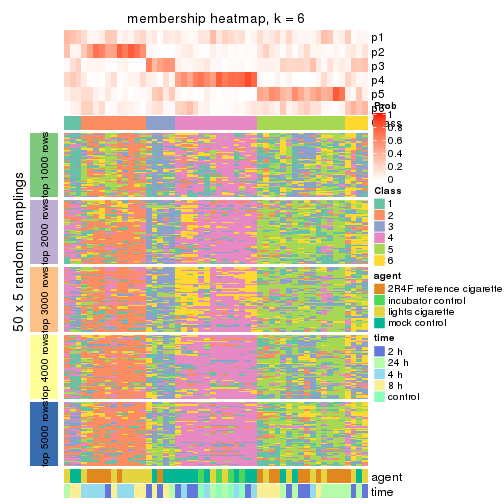 membership heatmap, k = 6
p1
p2
p3
p4
p5
p6
Prob
1
0.8
0.6
0.4
0.2
0
Class
Class
1
2
3
4
5
6
agent
2R4F reference cigarette
incubator control
lights cigarette
mock control
time
2 h
24 h
4 h
8 h
control
50 x 5 random samplings
top 1000 rows
top 2000 rows
top 3000 rows
top 4000 rows
top 5000 rows
agent
time